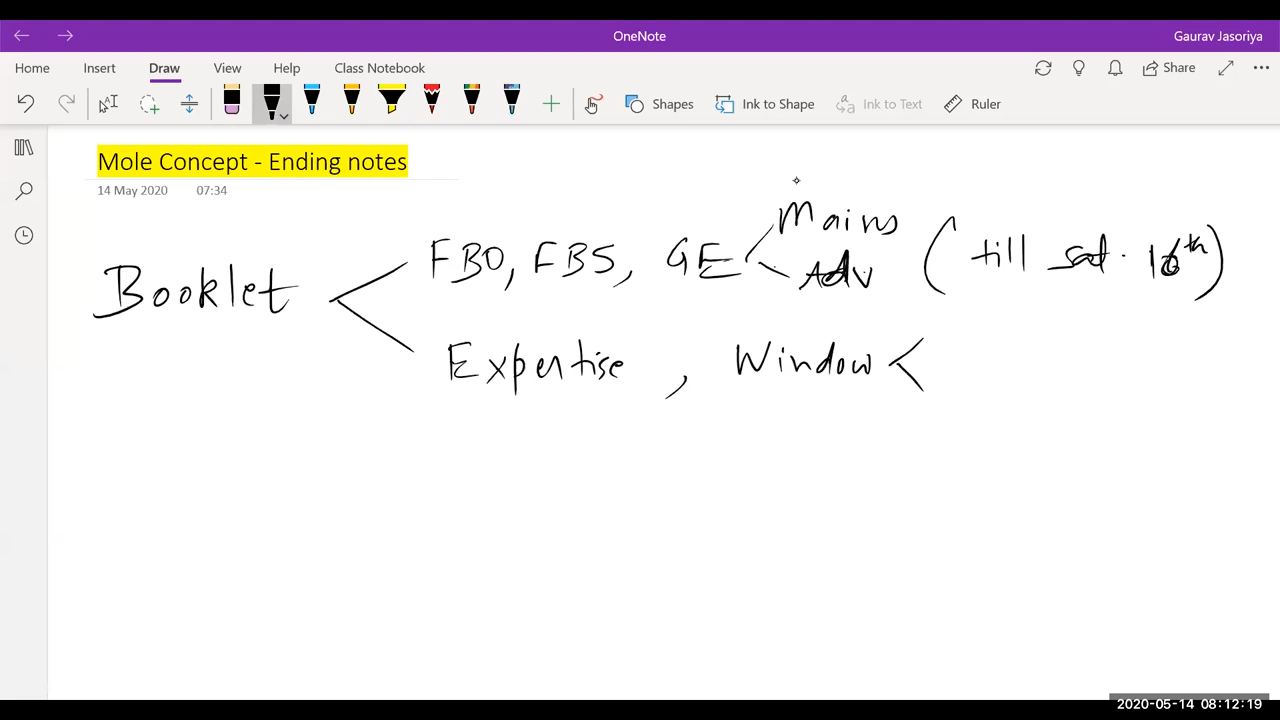 OneNote
Gaurav Jasoriya
Home Insert Draw View Help Class Notebook Share
Shapes Ink to Shape Ink to Text Ruler
Mole Concept - Ending notes
14 May 2020 07:34
Mains
Booklet FBO, FBS, GE Adv (till sat. 16th)
Expertise, Window
2020-05-14 08:12:19